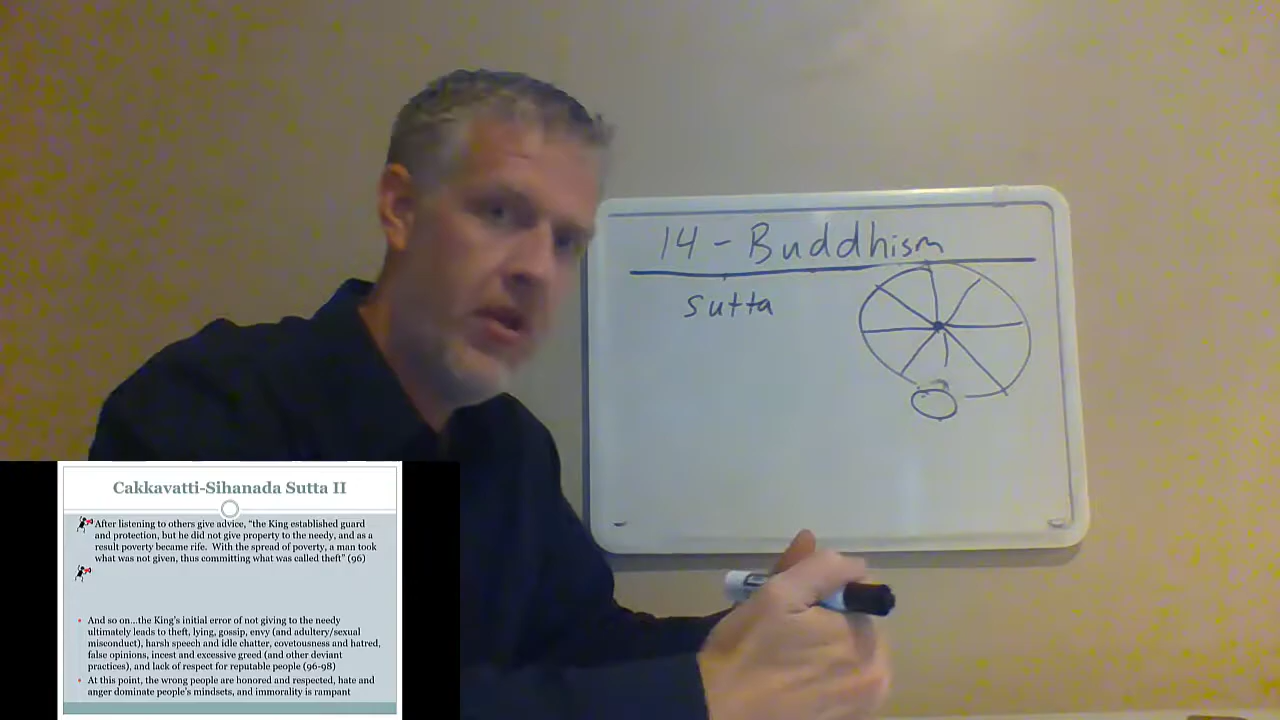 14 - Buddhism
sutta
Cakkavatti-Sihanada Sutta II
After listening to others give advice, "the King established guard
and protection, but he did not give property to the needy, and as a
result poverty became rife. With the spread of poverty, a man took
what was not given, thus committing what was called theft" (96)
And so on...the King's initial error of not giving to the needy
ultimately leads to theft, lying, gossip, envy (and adultery/sexual
misconduct), harsh speech and idle chatter, covetousness and hatred,
false opinions, incest and excessive greed (and other deviant
practices), and lack of respect for reputable people (96-98)
At this point, the wrong people are honored and respected, hate and
anger dominate people's mindsets, and immorality is rampant